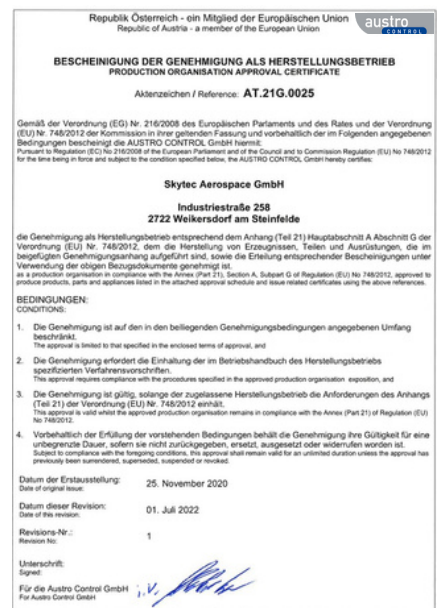 Republik Österreich - ein Mitglied der Europäischen Union
Republic of Austria - a member of the European Union
austro
CONTROL
BESCHEINIGUNG DER GENEHMIGUNG ALS HERSTELLUNGSBETRIEB
PRODUCTION ORGANISATION APPROVAL CERTIFICATE
Aktenzeichen / Reference: AT.21G.0025
Gemäß der Verordnung (EG) Nr. 216/2008 des Europäischen Parlaments und des Rates und der Verordnung
(EU) Nr. 748/2012 der Kommission in ihrer geltenden Fassung und vorbehaltlich der im Folgenden angegebenen
Bedingungen bescheinigt die AUSTRO CONTROL GmbH hiermit:
Pursuant to Regulation (EC) No 216/2008 of the European Parliament and of the Council and to Commission Regulation (EU) No 748/2012
for the time being in force and subject to the condition specified below, the AUSTRO CONTROL GmbH hereby certifies:
Skytec Aerospace GmbH
Industriestraße 258
2722 Weikersdorf am Steinfelde
die Genehmigung als Herstellungsbetrieb entsprechend dem Anhang (Teil 21) Hauptabschnitt A Abschnitt G der
Verordnung (EU) Nr. 748/2012, dem die Herstellung von Erzeugnissen, Teilen und Ausrüstungen, die im
beigefügten Genehmigungsanhang aufgeführt sind, sowie die Erteilung entsprechender Bescheinigungen unter
Verwendung der obigen Bezugsdokumente genehmigt ist.
as a production organisation in compliance with the Annex (Part 21), Section A, Subpart G of Regulation (EU) No 748/2012, approved to
produce products, parts and appliances listed in the attached approval schedule and issue related certificates using the above references.
BEDINGUNGEN:
CONDITIONS:
1. Die Genehmigung ist auf den in den beiliegenden Genehmigungsbedingungen angegebenen Umfang
beschränkt.
The approval is limited to that specified in the enclosed terms of approval, and
2. Die Genehmigung erfordert die Einhaltung der im Betriebshandbuch des Herstellungsbetriebs
spezifizierten Verfahrensvorschriften.
This approval requires compliance with the procedures specified in the approved production organisation exposition, and
3. Die Genehmigung ist gültig, solange der zugelassene Herstellungsbetrieb die Anforderungen des Anhangs
(Teil 21) der Verordnung (EU) Nr. 748/2012 einhält.
This approval is valid whilst the approved production organisation remains in compliance with the Annex (Part 21) of Regulation (EU)
No 748/2012.
4. Vorbehaltlich der Erfüllung der vorstehenden Bedingungen behält die Genehmigung ihre Gültigkeit für eine
unbegrenzte Dauer, sofern sie nicht zurückgegeben, ersetzt, ausgesetzt oder widerrufen worden ist.
Subject to compliance with the foregoing conditions, this approval shall remain valid for an unlimited duration unless the approval has
previously been surrendered, superseded, suspended or revoked.
Datum der Erstausstellung: 25. November 2020
Date of original issue:
Datum dieser Revision: 01. Juli 2022
Date of this revision:
Revisions-Nr.: 1
Revision No:
Unterschrift:
Signed:
Für die Austro Control GmbH i.V.
For Austro Control GmbH